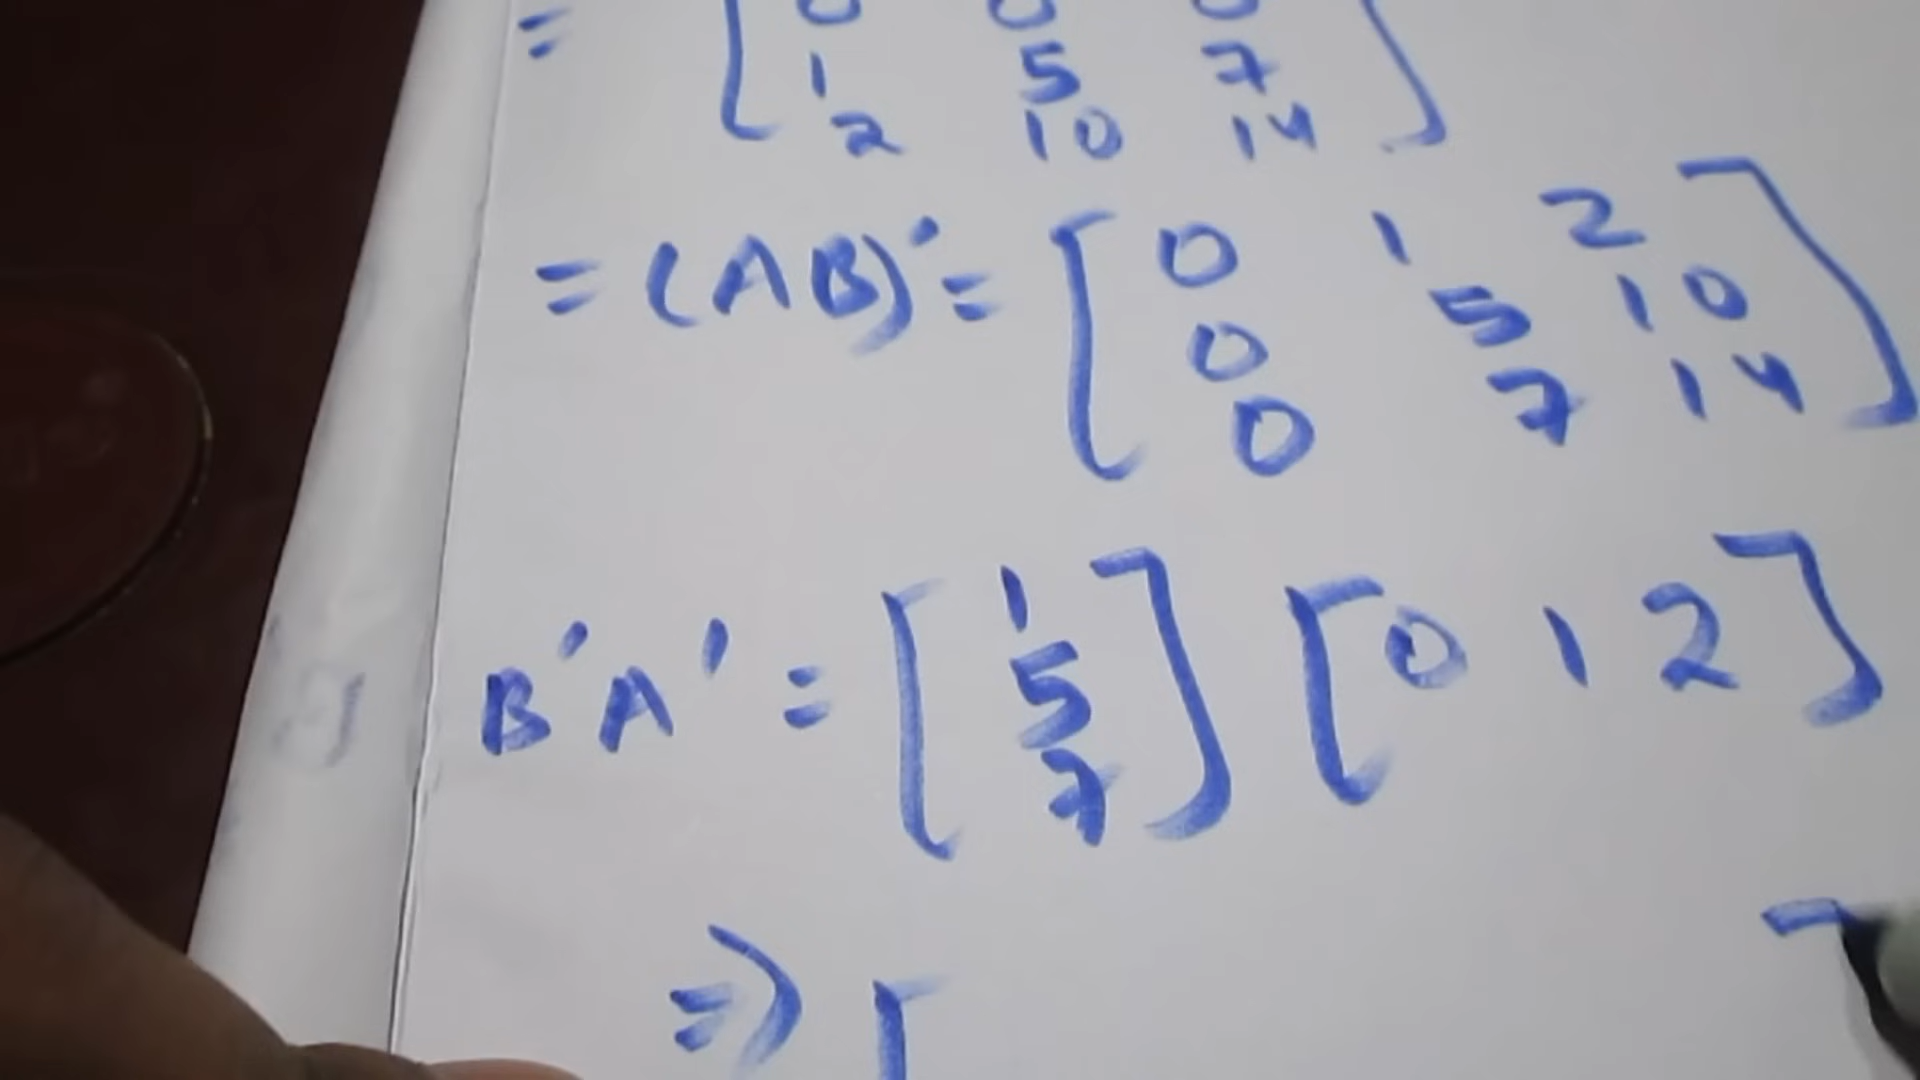 = [ 0 0 0
1 5 7
2 10 14 ]
= (AB)' = [ 0 1 2
0 5 10
0 7 14 ]
B'A' = [ 1
5
7 ] [ 0 1 2 ]
⇒ [ ]